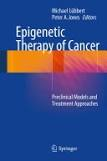 Michael Lübbert
Peter A. Jones Editors
Epigenetic
Therapy of Cancer
Preclinical Models and
Treatment Approaches
Springer